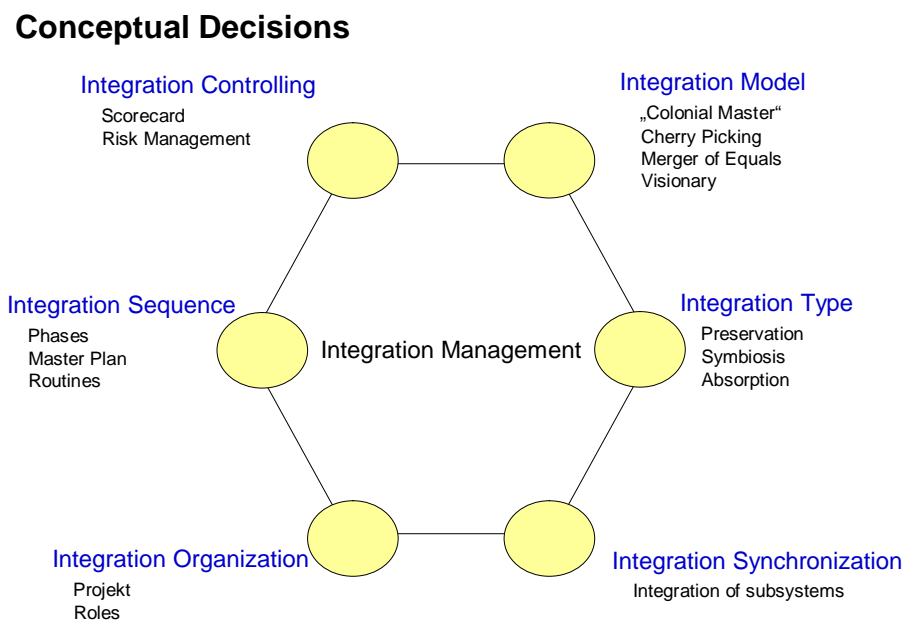 Conceptual Decisions
Integration Controlling
Scorecard
Risk Management
Integration Model
„Colonial Master“
Cherry Picking
Merger of Equals
Visionary
Integration Sequence
Phases
Master Plan
Routines
Integration Management
Integration Type
Preservation
Symbiosis
Absorption
Integration Organization
Projekt
Roles
Integration Synchronization
Integration of subsystems